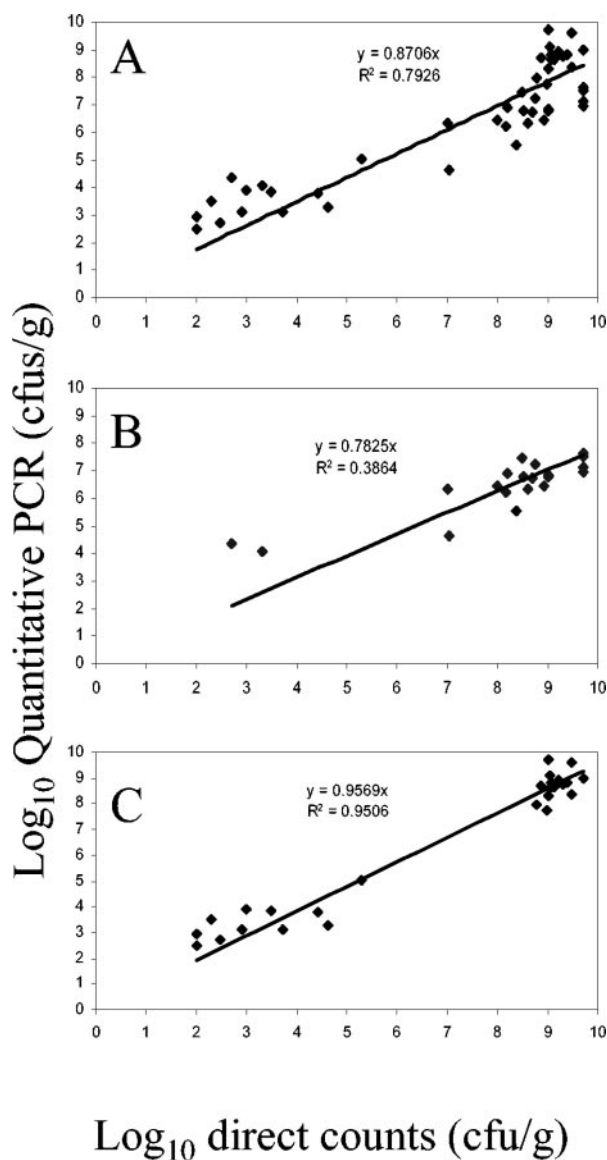 Log10 Quantitative PCR (cfus/g)
A
y = 0.8706x
R² = 0.7926
10
9
8
7
6
5
4
3
2
1
0
0 1 2 3 4 5 6 7 8 9 10
B
y = 0.7825x
R² = 0.3864
10
9
8
7
6
5
4
3
2
1
0
0 1 2 3 4 5 6 7 8 9 10
C
y = 0.9569x
R² = 0.9506
10
9
8
7
6
5
4
3
2
1
0
0 1 2 3 4 5 6 7 8 9 10
Log10 direct counts (cfu/g)